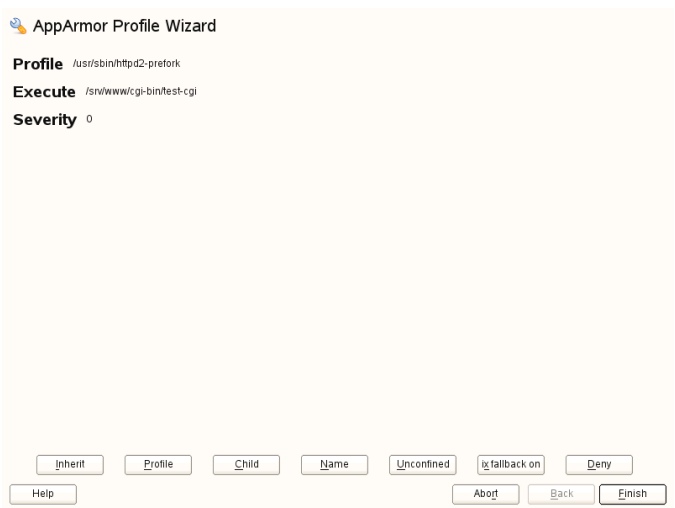 AppArmor Profile Wizard
Profile /usr/sbin/httpd2-prefork
Execute /srv/www/cgi-bin/test-cgi
Severity 0
Inherit Profile Child Name Unconfined ix fallback on Deny
Help Abort Back Finish